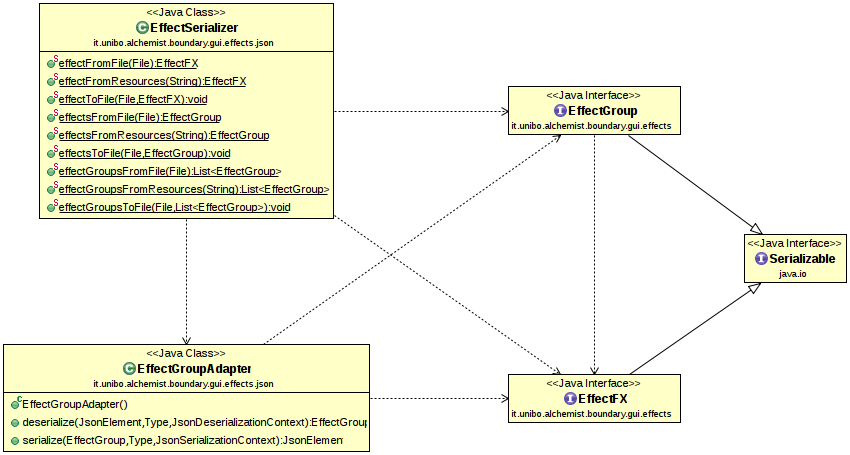 <<Java Class>>
EffectSerializer
it.unibo.alchemist.boundary.gui.effects.json
effectFromFile(File):EffectFX
effectFromResources(String):EffectFX
effectToFile(File,EffectFX):void
effectsFromFile(File):EffectGroup
effectsFromResources(String):EffectGroup
effectsToFile(File,EffectGroup):void
effectGroupsFromFile(File):List<EffectGroup>
effectGroupsFromResources(String):List<EffectGroup>
effectGroupsToFile(File,List<EffectGroup>):void
<<Java Interface>>
EffectGroup
it.unibo.alchemist.boundary.gui.effects
<<Java Interface>>
Serializable
java.io
<<Java Class>>
EffectGroupAdapter
it.unibo.alchemist.boundary.gui.effects.json
EffectGroupAdapter()
deserialize(JsonElement,Type,JsonDeserializationContext):EffectGroup
serialize(EffectGroup,Type,JsonSerializationContext):JsonElement
<<Java Interface>>
EffectFX
it.unibo.alchemist.boundary.gui.effects